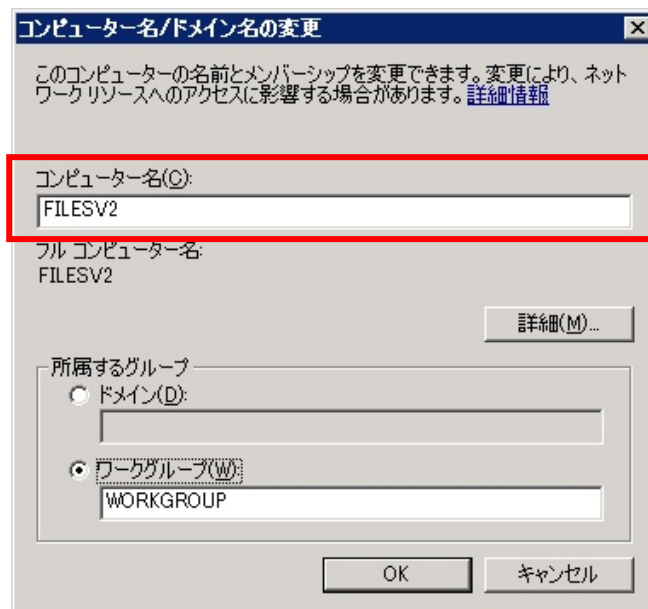 コンピューター名/ドメイン名の変更
このコンピューターの名前とメンバーシップを変更できます。変更により、ネット
ワーク リソースへのアクセスに影響する場合があります。詳細情報
コンピューター名(C):
FILESV2
フル コンピューター名:
FILESV2
詳細(M)...
所属するグループ
ドメイン(D):
ワークグループ(W):
WORKGROUP
OK
キャンセル